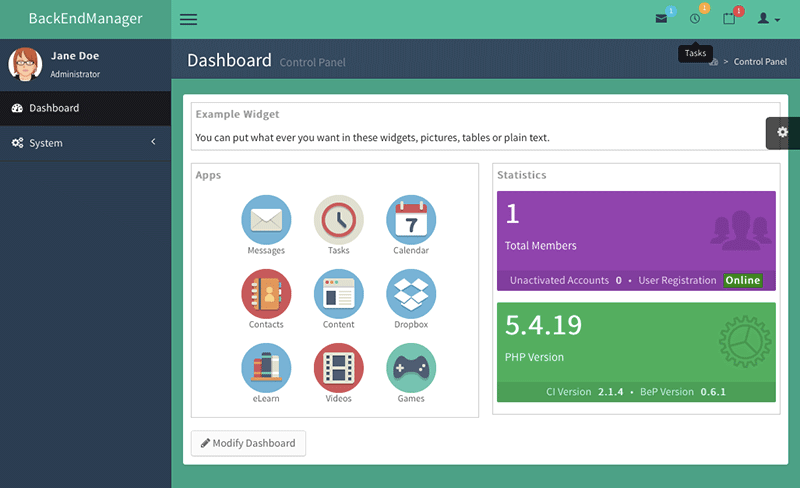 BackEndManager
1
1
1
Jane Doe
Administrator
Tasks
Dashboard Control Panel
> Control Panel
Dashboard
System
Example Widget
You can put what ever you want in these widgets, pictures, tables or plain text.
Apps
Messages
Tasks
7
Calendar
Contacts
Content
Dropbox
eLearn
Videos
Games
Statistics
1
Total Members
Unactivated Accounts 0 • User Registration Online
5.4.19
PHP Version
CI Version 2.1.4 • BeP Version 0.6.1
Modify Dashboard